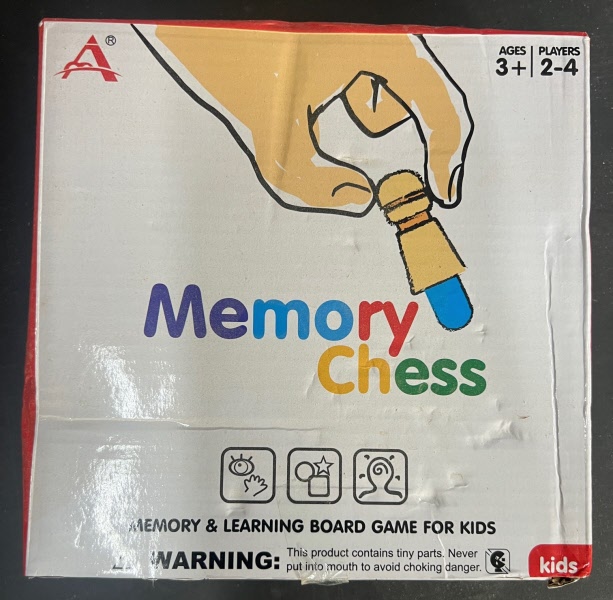 A®
AGES | PLAYERS
3+ | 2-4
Memory
Chess
MEMORY & LEARNING BOARD GAME FOR KIDS
WARNING: This product contains tiny parts. Never
put into mouth to avoid choking danger.
kids